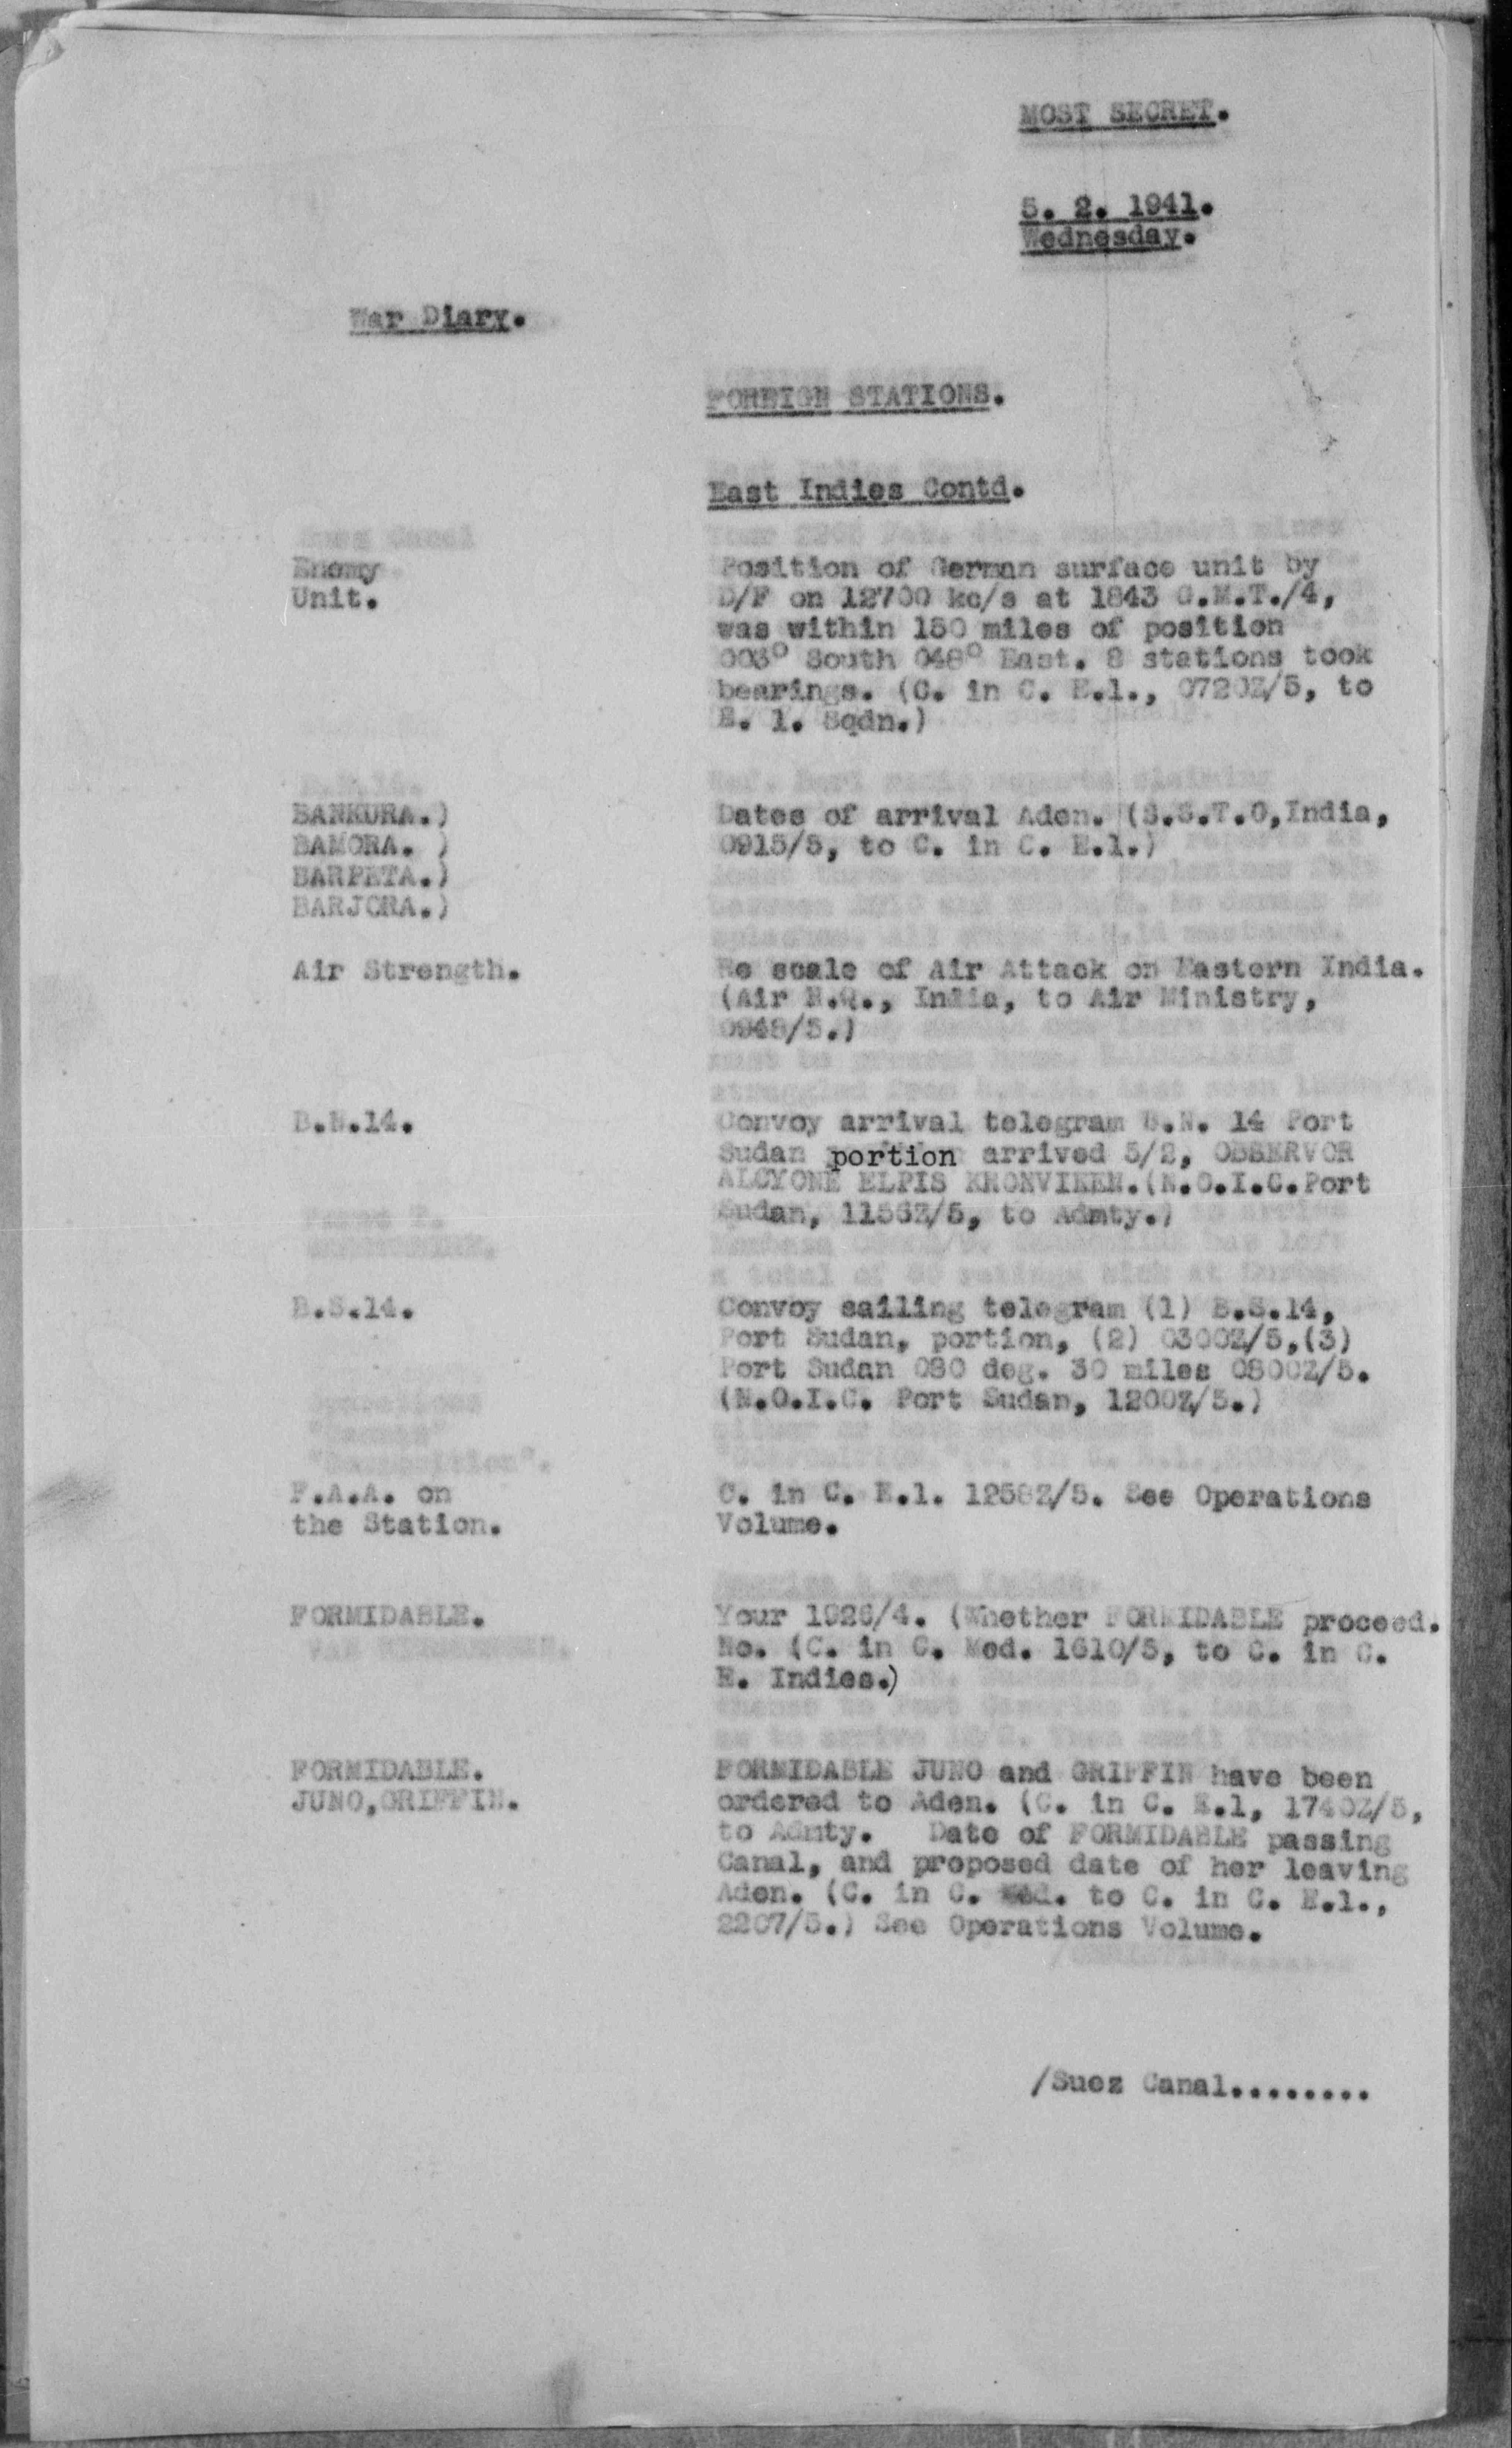 MOST SECRET.
5. 2. 1941.
Wednesday.
War Diary.
FOREIGN STATIONS.
East Indies Contd.
Enemy
Unit.
Position of German surface unit by
D/F on 12700 kc/s at 1843 G.M.T./4,
was within 150 miles of position
003° South 048° East. 8 stations took
bearings. (C. in C. E.1., 0720Z/5, to
E. 1. Sqdn.)
BANKURA.)
BAMORA. )
BARPETA.)
BARJORA.)
Dates of arrival Aden. (S.S.T.O,India,
0915/5, to C. in C. E.1.)
Air Strength.
Re scale of Air Attack on Eastern India.
(Air H.Q., India, to Air Ministry,
0948/5.)
B.N.14.
Convoy arrival telegram B.N. 14 Port
Sudan portion arrived 5/2, OBSERVOR
ALCYONE ELPIS KRONVIKEN.(N.O.I.C.Port
Sudan, 1156Z/5, to Admty.)
B.S.14.
Convoy sailing telegram (1) B.S.14,
Port Sudan, portion, (2) 0300Z/5,(3)
Port Sudan 090 deg. 30 miles 0800Z/5.
(N.O.I.C. Port Sudan, 1200Z/5.)
F.A.A. on
the Station.
C. in C. E.1. 1258Z/5. See Operations
Volume.
FORMIDABLE.
Your 1926/4. (Whether FORMIDABLE proceed.
No. (C. in C. Med. 1610/5, to C. in C.
E. Indies.)
FORMIDABLE.
JUNO,GRIFFIN.
FORMIDABLE JUNO and GRIFFIN have been
ordered to Aden. (C. in C. E.1, 1740Z/5,
to Admty. Date of FORMIDABLE passing
Canal, and proposed date of her leaving
Aden. (C. in C. Med. to C. in C. E.1.,
2207/5.) See Operations Volume.
/Suez Canal........